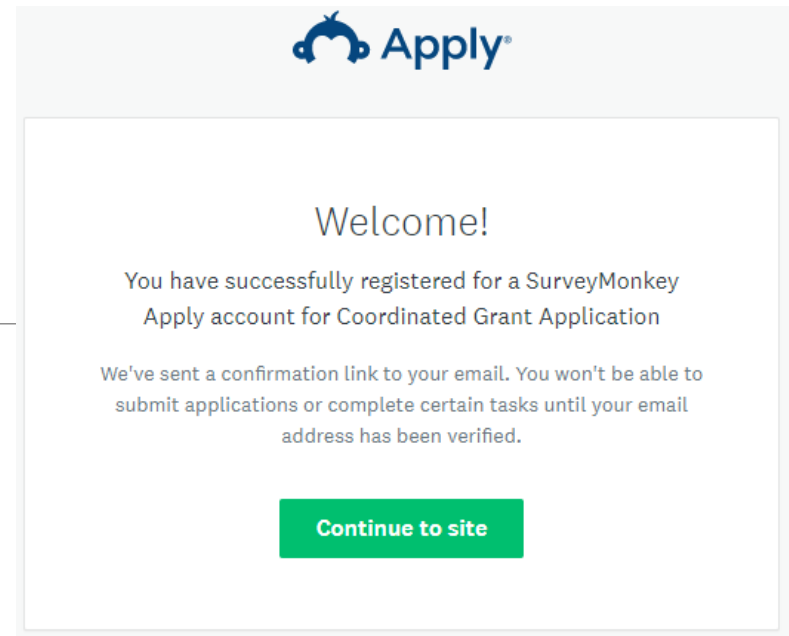 Apply®
Welcome!
You have successfully registered for a SurveyMonkey
Apply account for Coordinated Grant Application
We've sent a confirmation link to your email. You won't be able to
submit applications or complete certain tasks until your email
address has been verified.
Continue to site